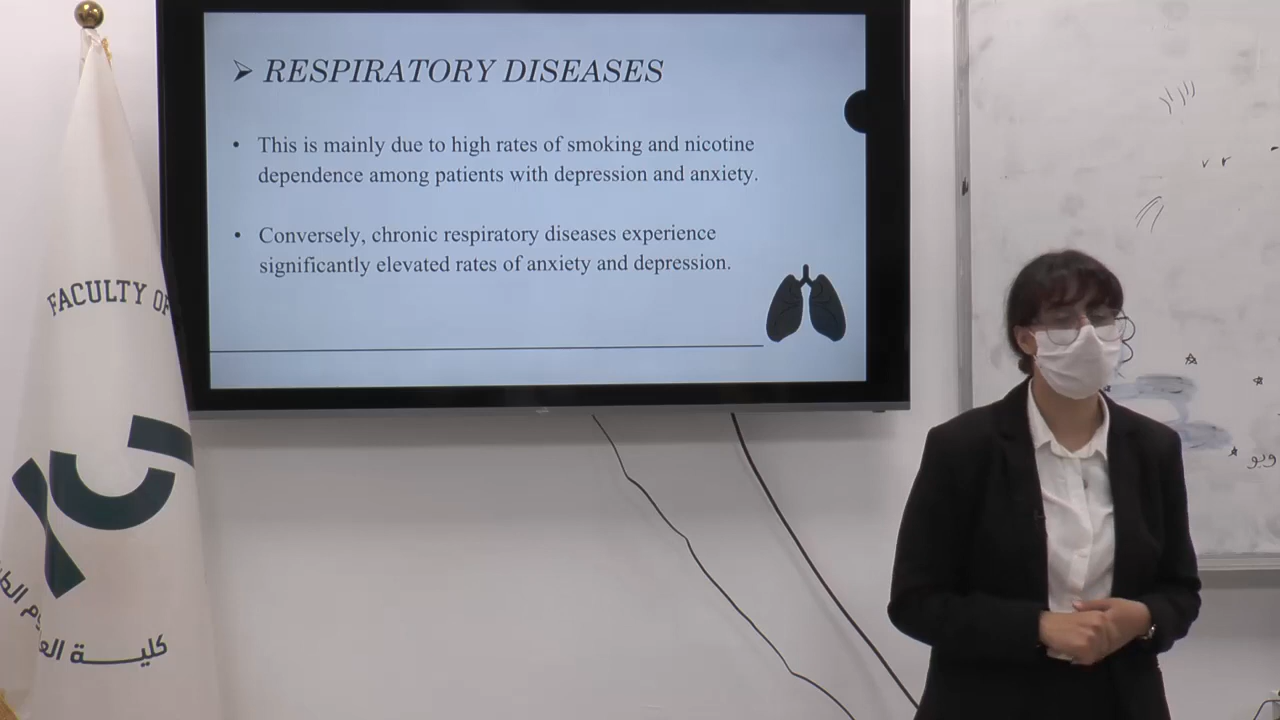 RESPIRATORY DISEASES
• This is mainly due to high rates of smoking and nicotine
dependence among patients with depression and anxiety.
• Conversely, chronic respiratory diseases experience
significantly elevated rates of anxiety and depression.
FACULTY OF
كلية